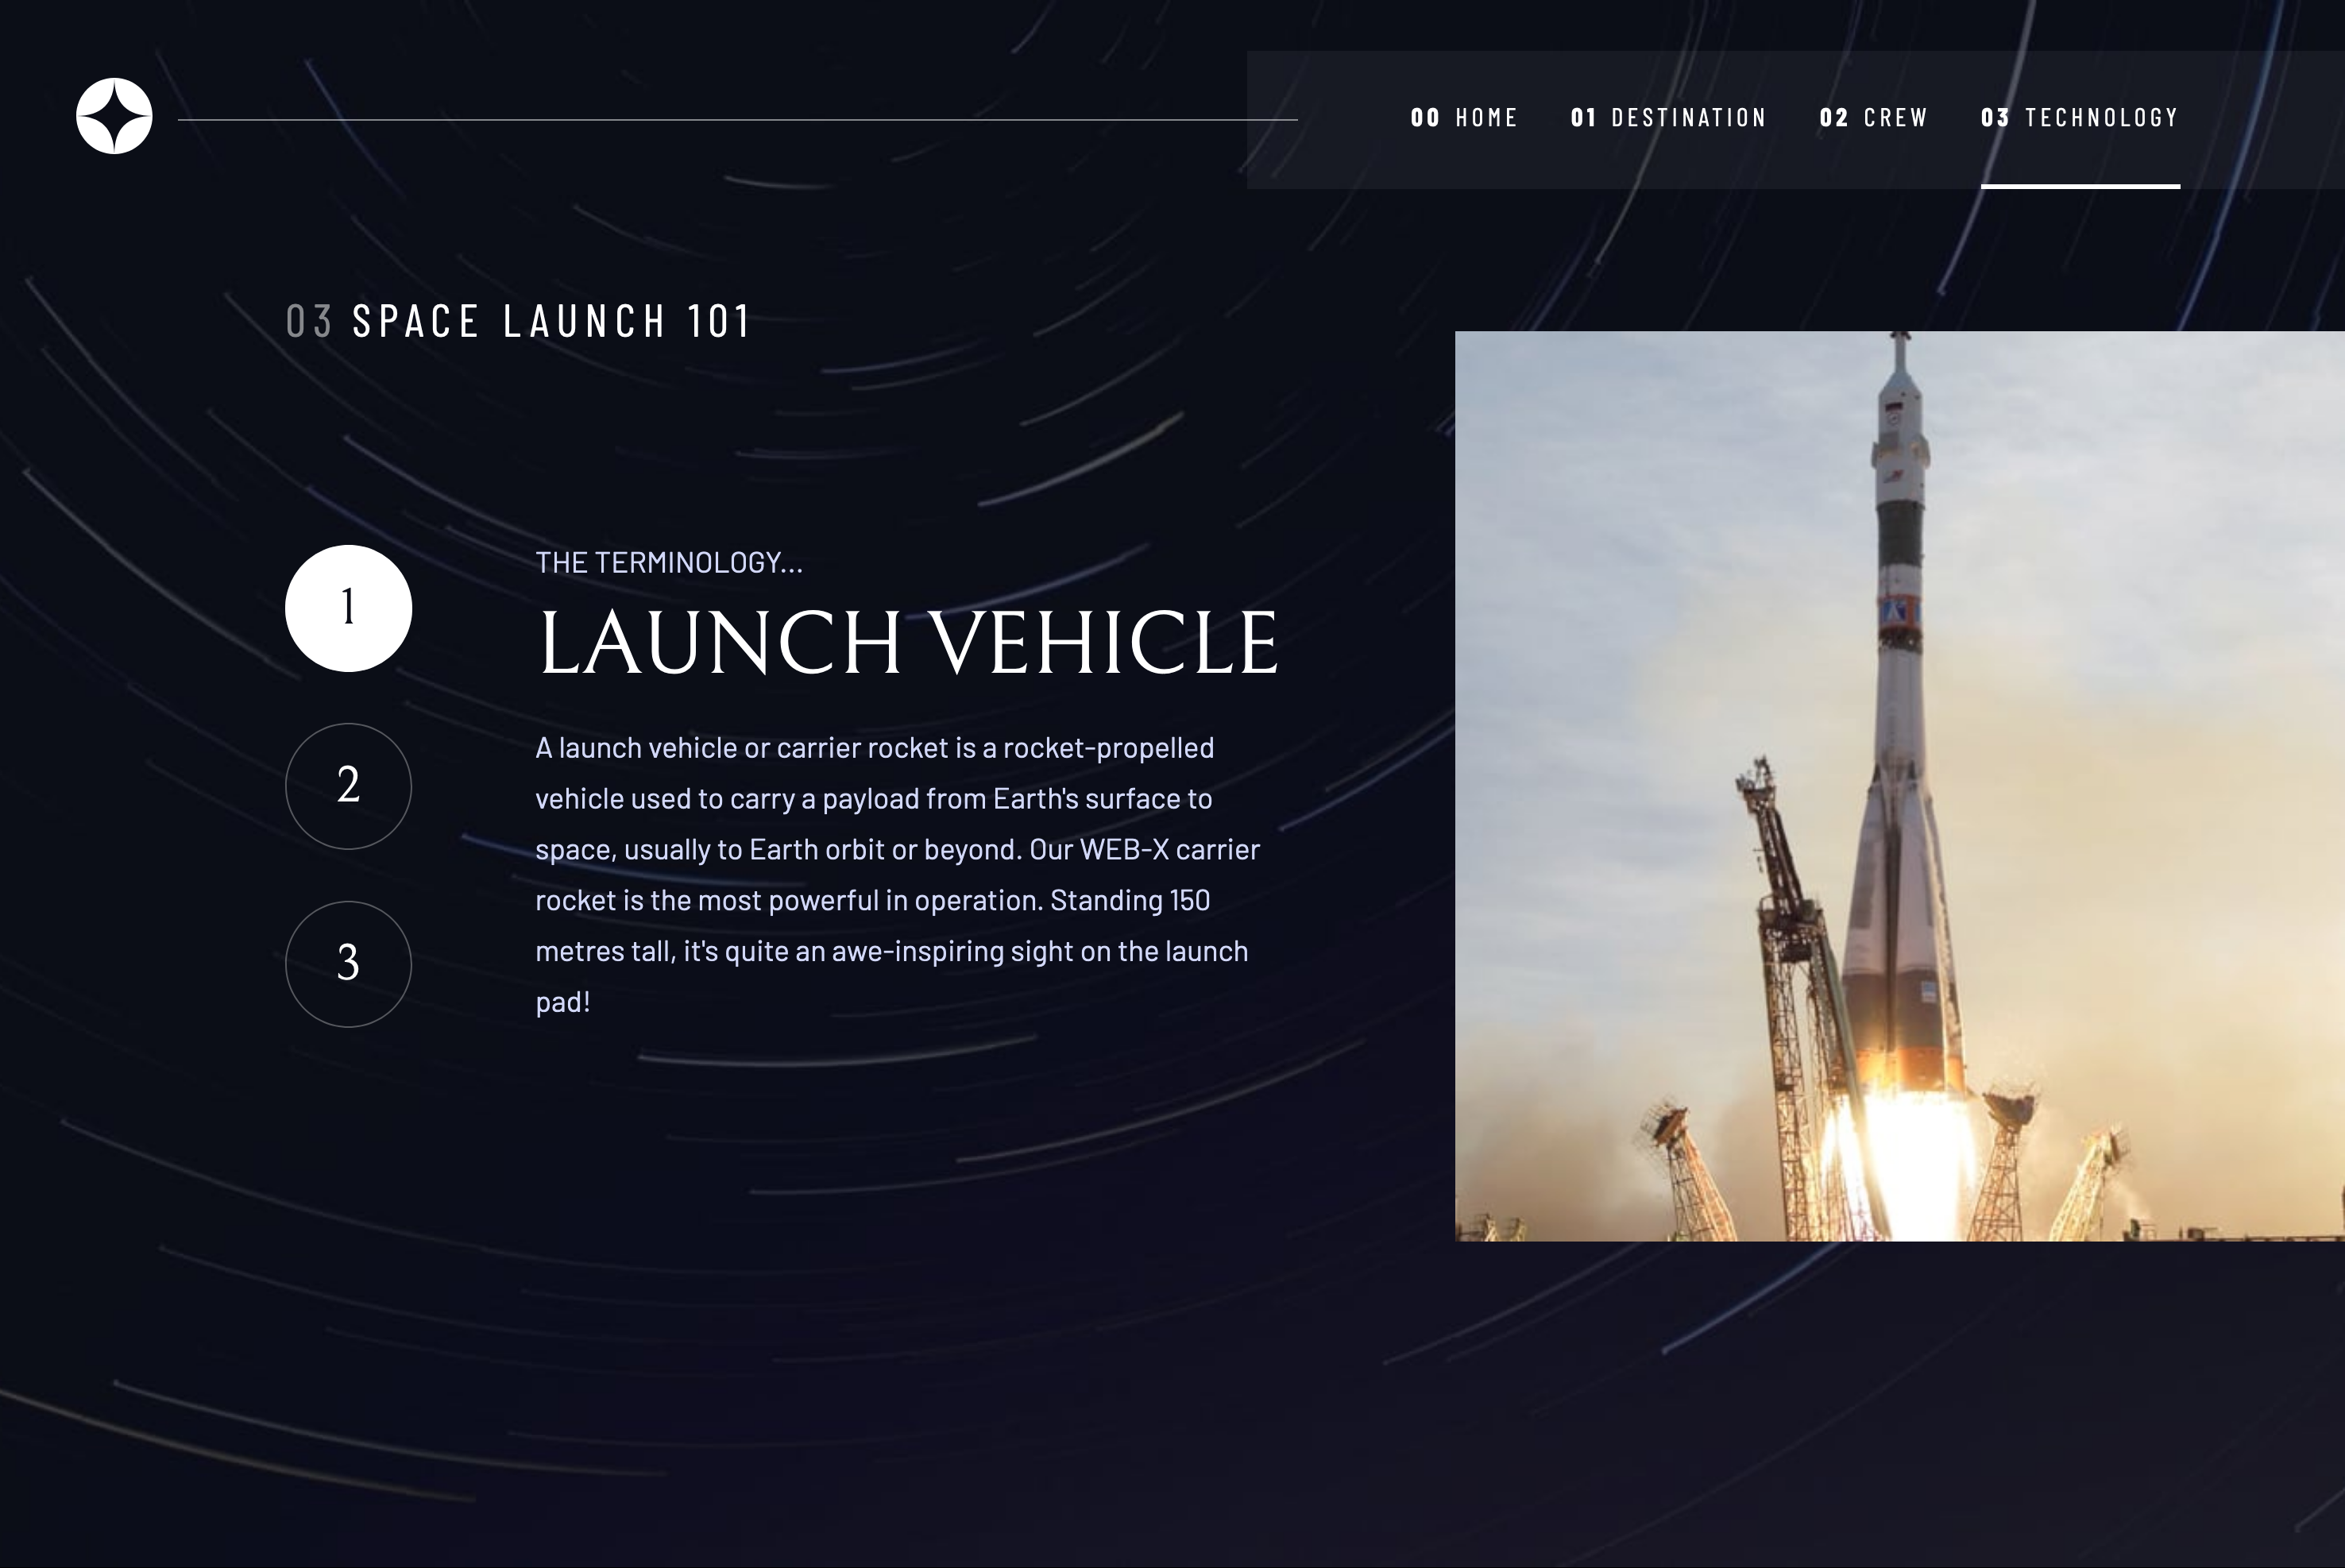 00 HOME 01 DESTINATION 02 CREW 03 TECHNOLOGY
03 SPACE LAUNCH 101
1
2
3
THE TERMINOLOGY...
LAUNCH VEHICLE
A launch vehicle or carrier rocket is a rocket-propelled
vehicle used to carry a payload from Earth's surface to
space, usually to Earth orbit or beyond. Our WEB-X carrier
rocket is the most powerful in operation. Standing 150
metres tall, it's quite an awe-inspiring sight on the launch
pad!